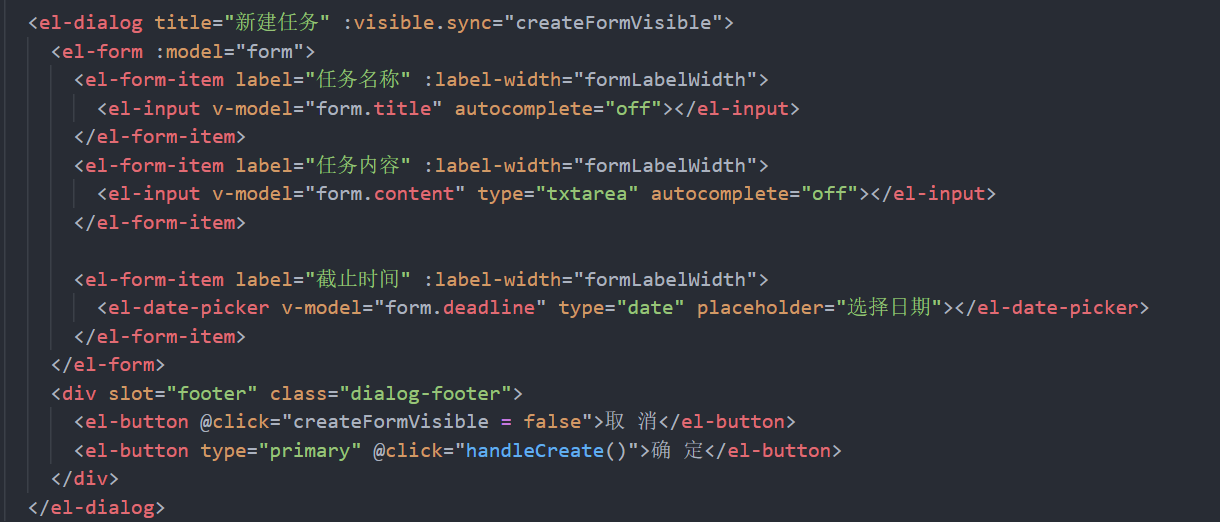 <el-dialog title="新建任务" :visible.sync="createFormVisible">
<el-form :model="form">
<el-form-item label="任务名称" :label-width="formLabelWidth">
<el-input v-model="form.title" autocomplete="off"></el-input>
</el-form-item>
<el-form-item label="任务内容" :label-width="formLabelWidth">
<el-input v-model="form.content" type="txtarea" autocomplete="off"></el-input>
</el-form-item>
<el-form-item label="截止时间" :label-width="formLabelWidth">
<el-date-picker v-model="form.deadline" type="date" placeholder="选择日期"></el-date-picker>
</el-form-item>
</el-form>
<div slot="footer" class="dialog-footer">
<el-button @click="createFormVisible = false">取 消</el-button>
<el-button type="primary" @click="handleCreate()">确 定</el-button>
</div>
</el-dialog>